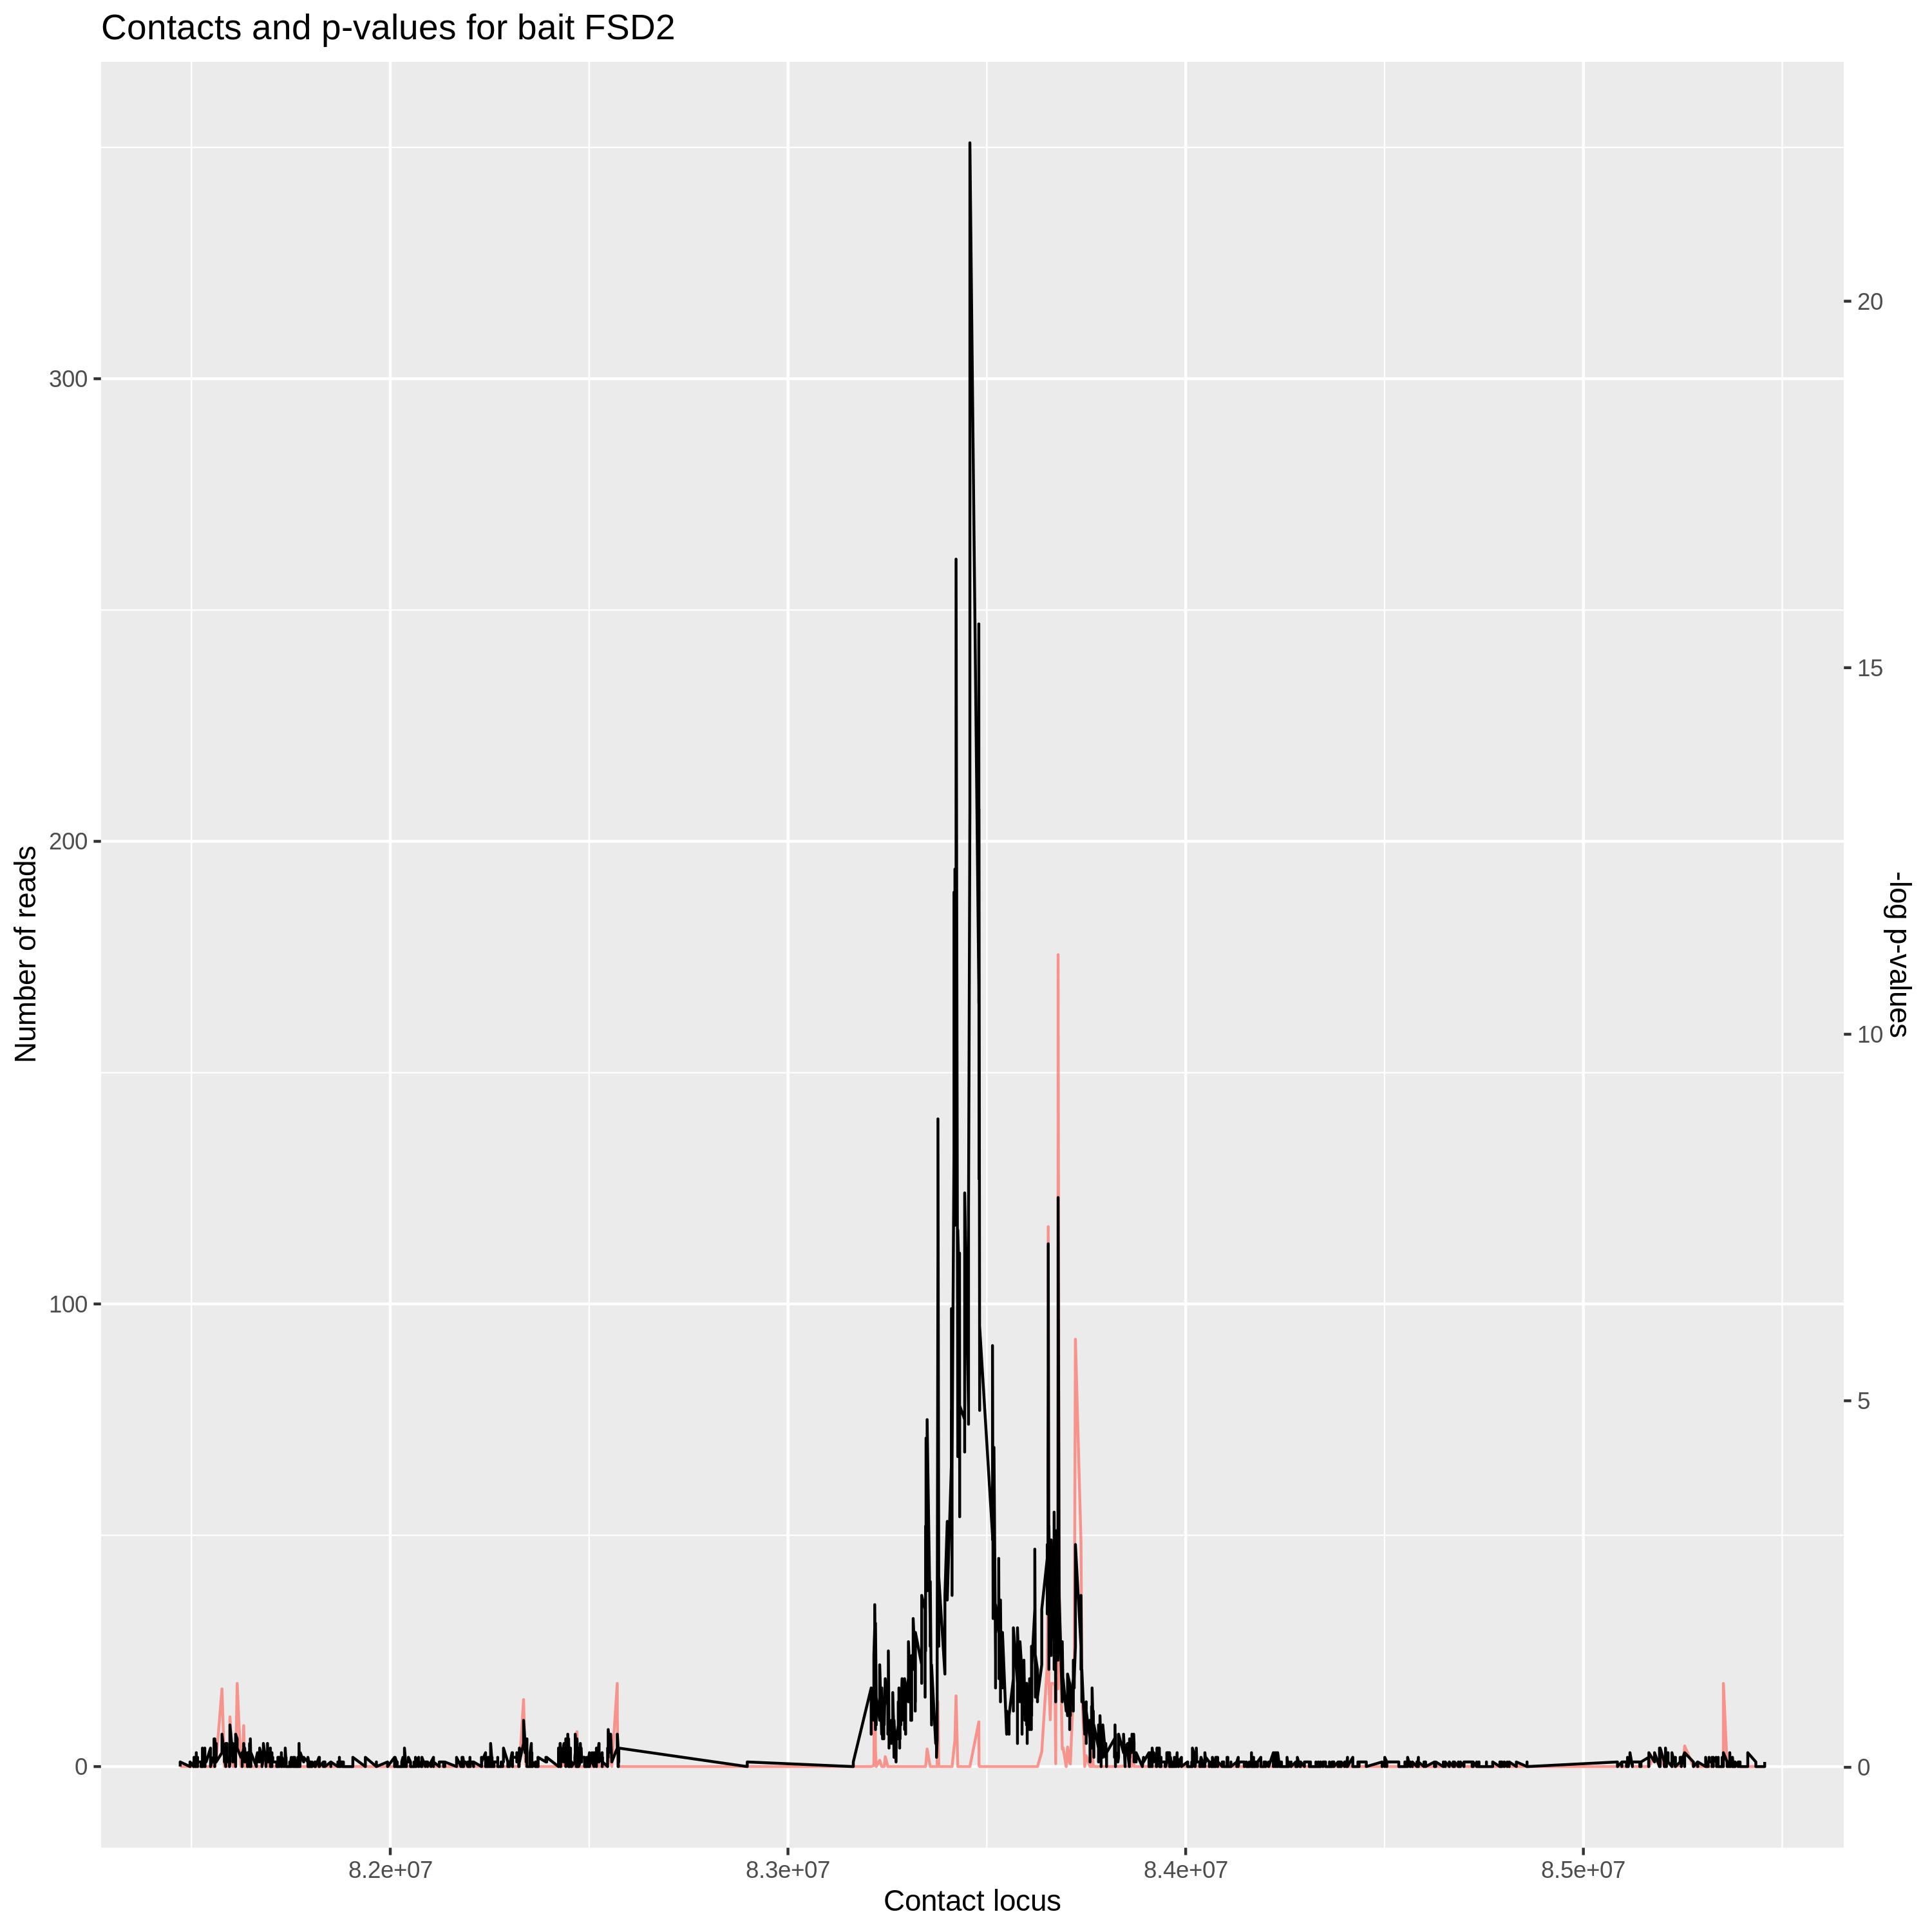 Contacts and p-values for bait FSD2
Number of reads
300
200
100
0
20
15
10
5
0
-log p-values
8.2e+07 8.3e+07 8.4e+07 8.5e+07
Contact locus